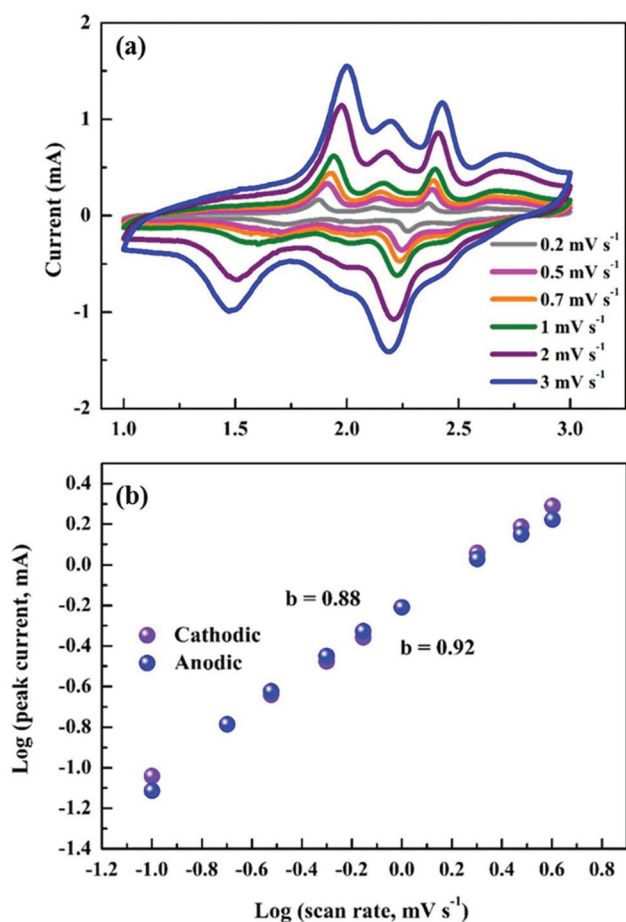 (a)
2
1
0
-1
-2
Current (mA)
0.2 mV s⁻¹
0.5 mV s⁻¹
0.7 mV s⁻¹
1 mV s⁻¹
2 mV s⁻¹
3 mV s⁻¹
1.0 1.5 2.0 2.5 3.0
(b)
0.4
0.2
0.0
-0.2
-0.4
-0.6
-0.8
-1.0
-1.2
-1.4
Log (peak current, mA)
b = 0.88
Cathodic
b = 0.92
Anodic
-1.2 -1.0 -0.8 -0.6 -0.4 -0.2 0.0 0.2 0.4 0.6 0.8
Log (scan rate, mV s⁻¹)